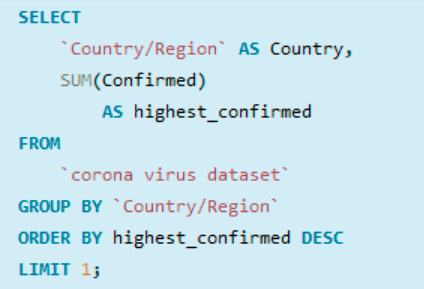 SELECT
`Country/Region` AS Country,
SUM(Confirmed)
AS highest_confirmed
FROM
`corona virus dataset`
GROUP BY `Country/Region`
ORDER BY highest_confirmed DESC
LIMIT 1;